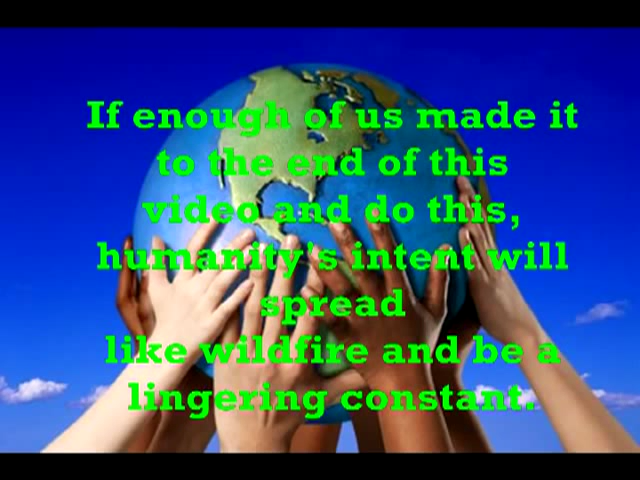 If enough of us made it
to the end of this
video and do this,
humanity's intent will
spread
like wildfire and be a
lingering constant.